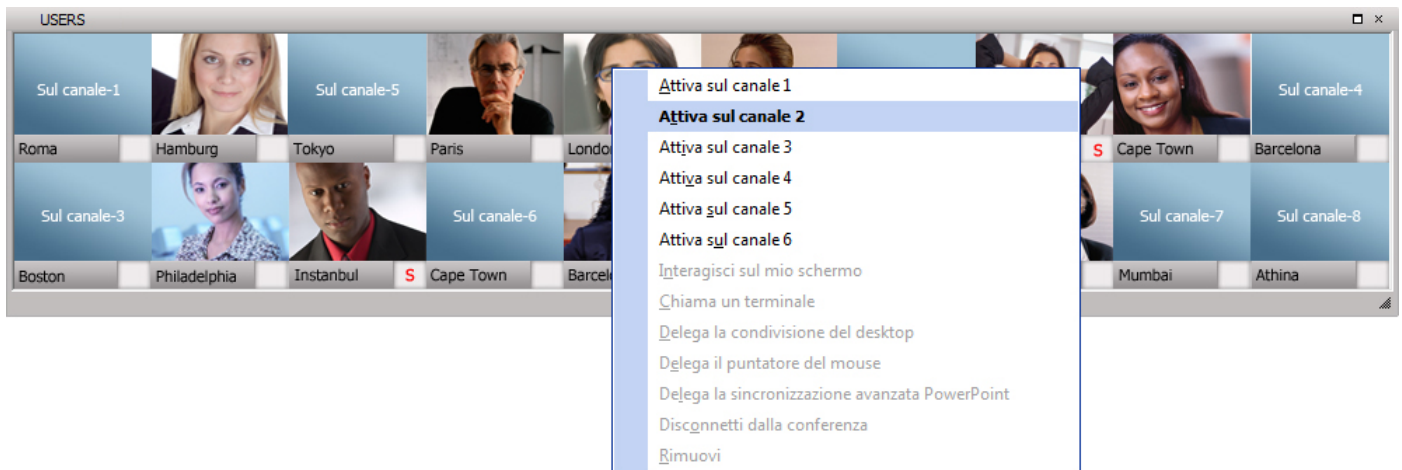 USERS
Sul canale-1
Sul canale-5
Sul canale-4
Roma
Hamburg
Tokyo
Paris
S
Cape Town
Barcelona
Sul canale-3
Sul canale-6
Sul canale-7
Sul canale-8
Boston
Philadelphia
Instanbul
S
Cape Town
Mumbai
Athina
Attiva sul canale 1
Attiva sul canale 2
Attiva sul canale 3
Attiva sul canale 4
Attiva sul canale 5
Attiva sul canale 6
Interagisci sul mio schermo
Chiama un terminale
Delega la condivisione del desktop
Delega il puntatore del mouse
Delega la sincronizzazione avanzata PowerPoint
Disconnetti dalla conferenza
Rimuovi